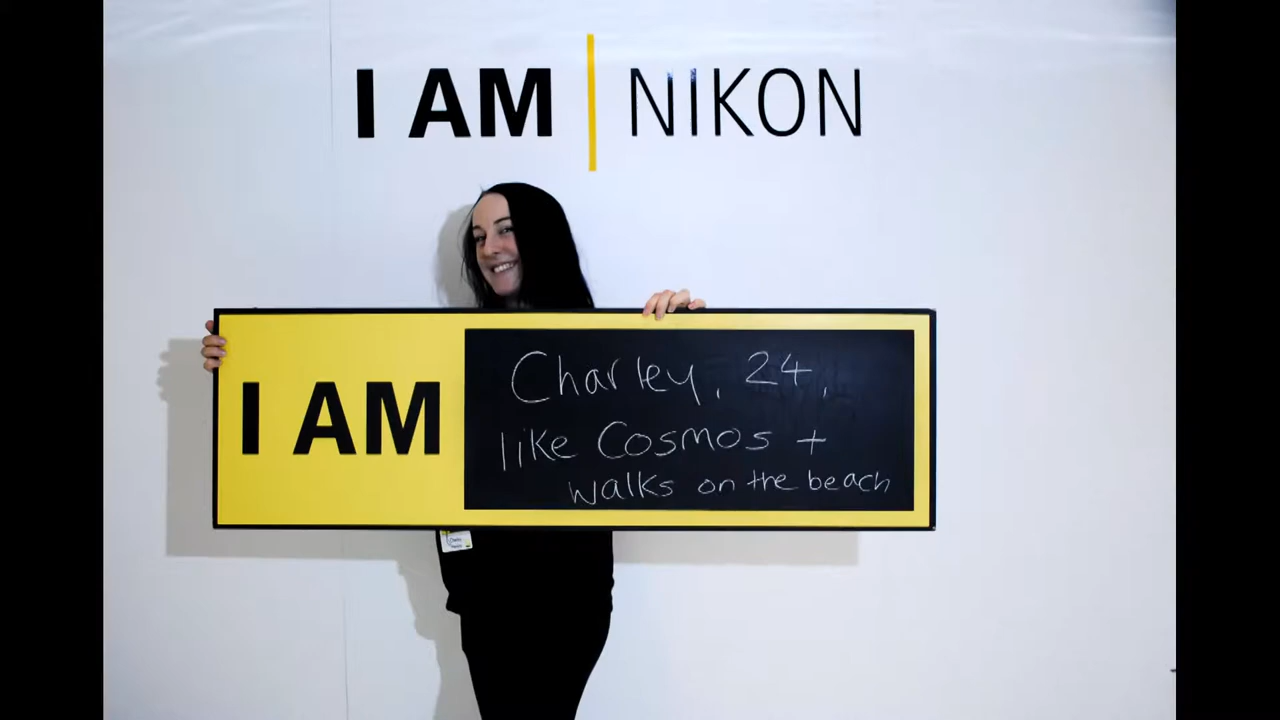 I AM | NIKON
I AM
Charley, 24,
like Cosmos +
walks on the beach